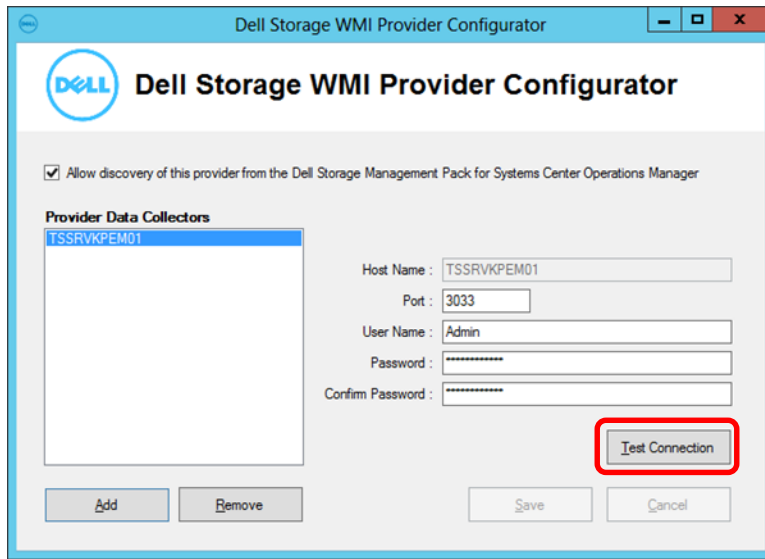 Dell Storage WMI Provider Configurator
x
DELL
Dell Storage WMI Provider Configurator
Allow discovery of this provider from the Dell Storage Management Pack for Systems Center Operations Manager
Provider Data Collectors
TSSRVKPEM01
Host Name : TSSRVKPEM01
Port : 3033
User Name : Admin
Password : ************
Confirm Password : ************
Test Connection
Add Remove Save Cancel